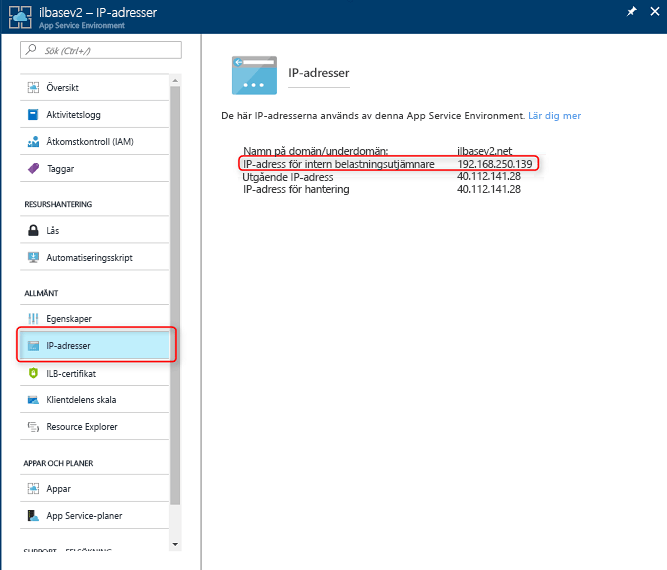 ilbasev2 – IP-adresser
App Service Environment
Sök (Ctrl+/)
Översikt
Aktivitetslogg
Åtkomstkontroll (IAM)
Taggar
RESURSHANTERING
Lås
Automatiseringsskript
ALLMÄNT
Egenskaper
IP-adresser
ILB-certifikat
Klientdelens skala
Resource Explorer
APPAR OCH PLANER
Appar
App Service-planer
IP-adresser
De här IP-adresserna används av denna App Service Environment. Lär dig mer
Namn på domän/underdomän: ilbasev2.net
IP-adress för intern belastningsutjämnare 192.168.250.139
Utgående IP-adress 40.112.141.28
IP-adress för hantering 40.112.141.28